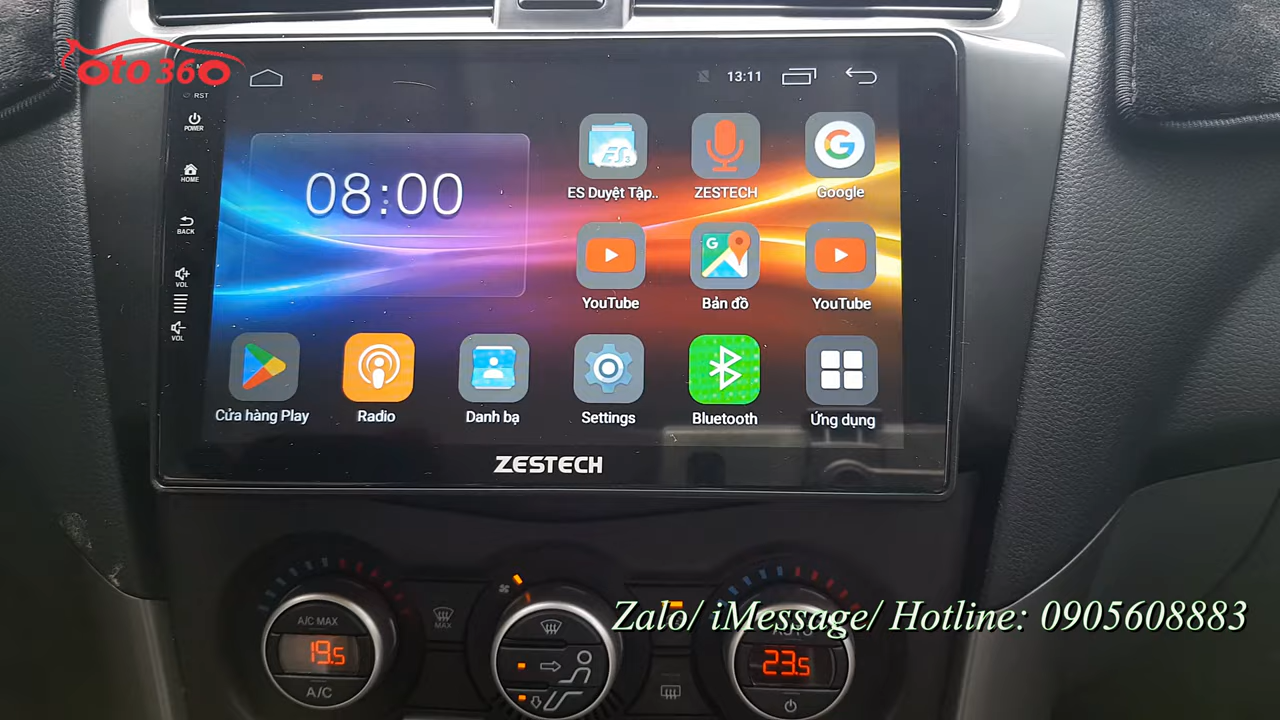 oto360
RST
13:11
POWER
HOME
BACK
VOL
VOL
08:00
ES Duyệt Tập..
ZESTECH
Google
YouTube
Bản đồ
YouTube
Cửa hàng Play
Radio
Danh bạ
Settings
Bluetooth
Ứng dụng
ZESTECH
A/C MAX
19.5
A/C
MAX
AUTO
23.5
Zalo/ iMessage/ Hotline: 0905608883